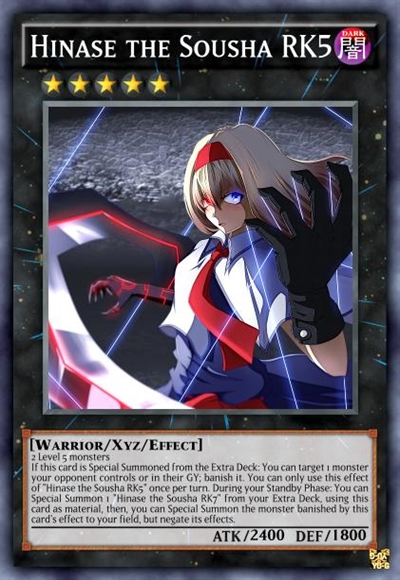 HINASE THE SOUSHA RK5
DARK
闇
[WARRIOR/XYZ/EFFECT]
2 Level 5 monsters
If this card is Special Summoned from the Extra Deck: You can target 1 monster
your opponent controls or in their GY; banish it. You can only use this effect
of "Hinase the Sousha RK5" once per turn. During your Standby Phase: You can
Special Summon 1 "Hinase the Sousha RK7" from your Extra Deck, using this
card as material, then, you can Special Summon the monster banished by this
card's effect to your field, but negate its effects.
ATK/2400 DEF/1800